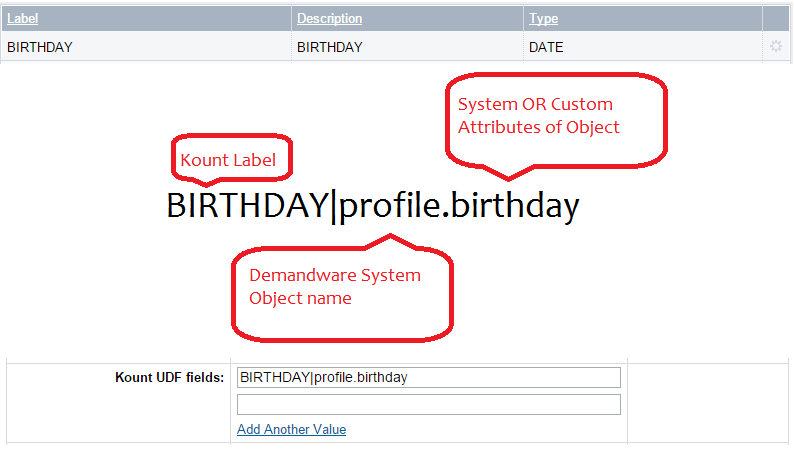 Label Description Type
BIRTHDAY BIRTHDAY DATE
System OR Custom
Attributes of Object
Kount Label
BIRTHDAY|profile.birthday
Demandware System
Object name
Kount UDF fields: BIRTHDAY|profile.birthday
Add Another Value